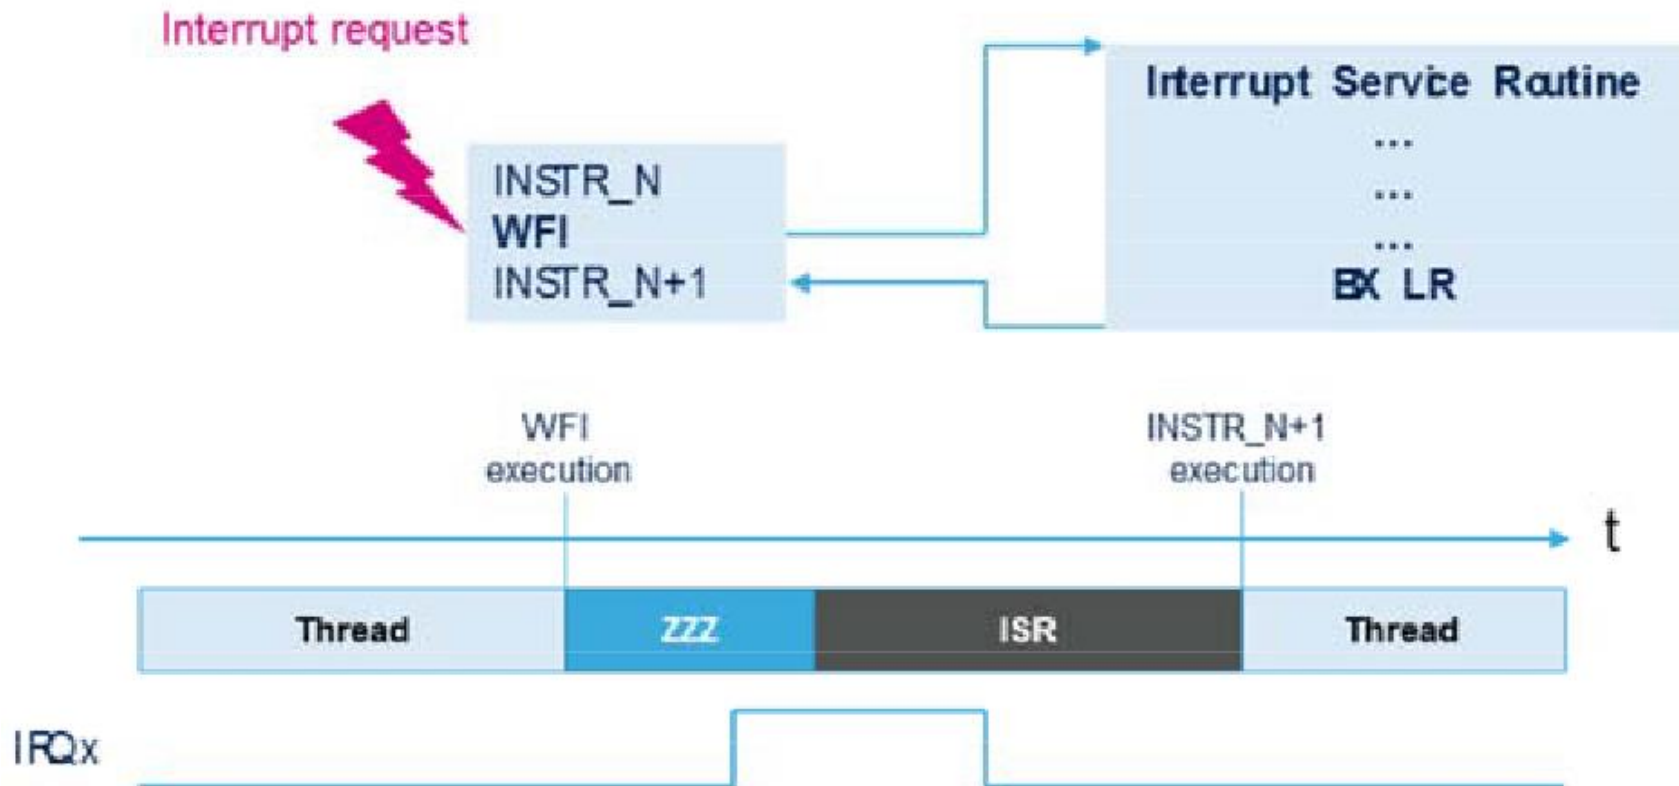 Interrupt request
Interrupt Service Routine
...
...
...
BX LR
INSTR_N
WFI
INSTR_N+1
WFI
execution
INSTR_N+1
execution
t
Thread
ZZZ
ISR
Thread
IRQx